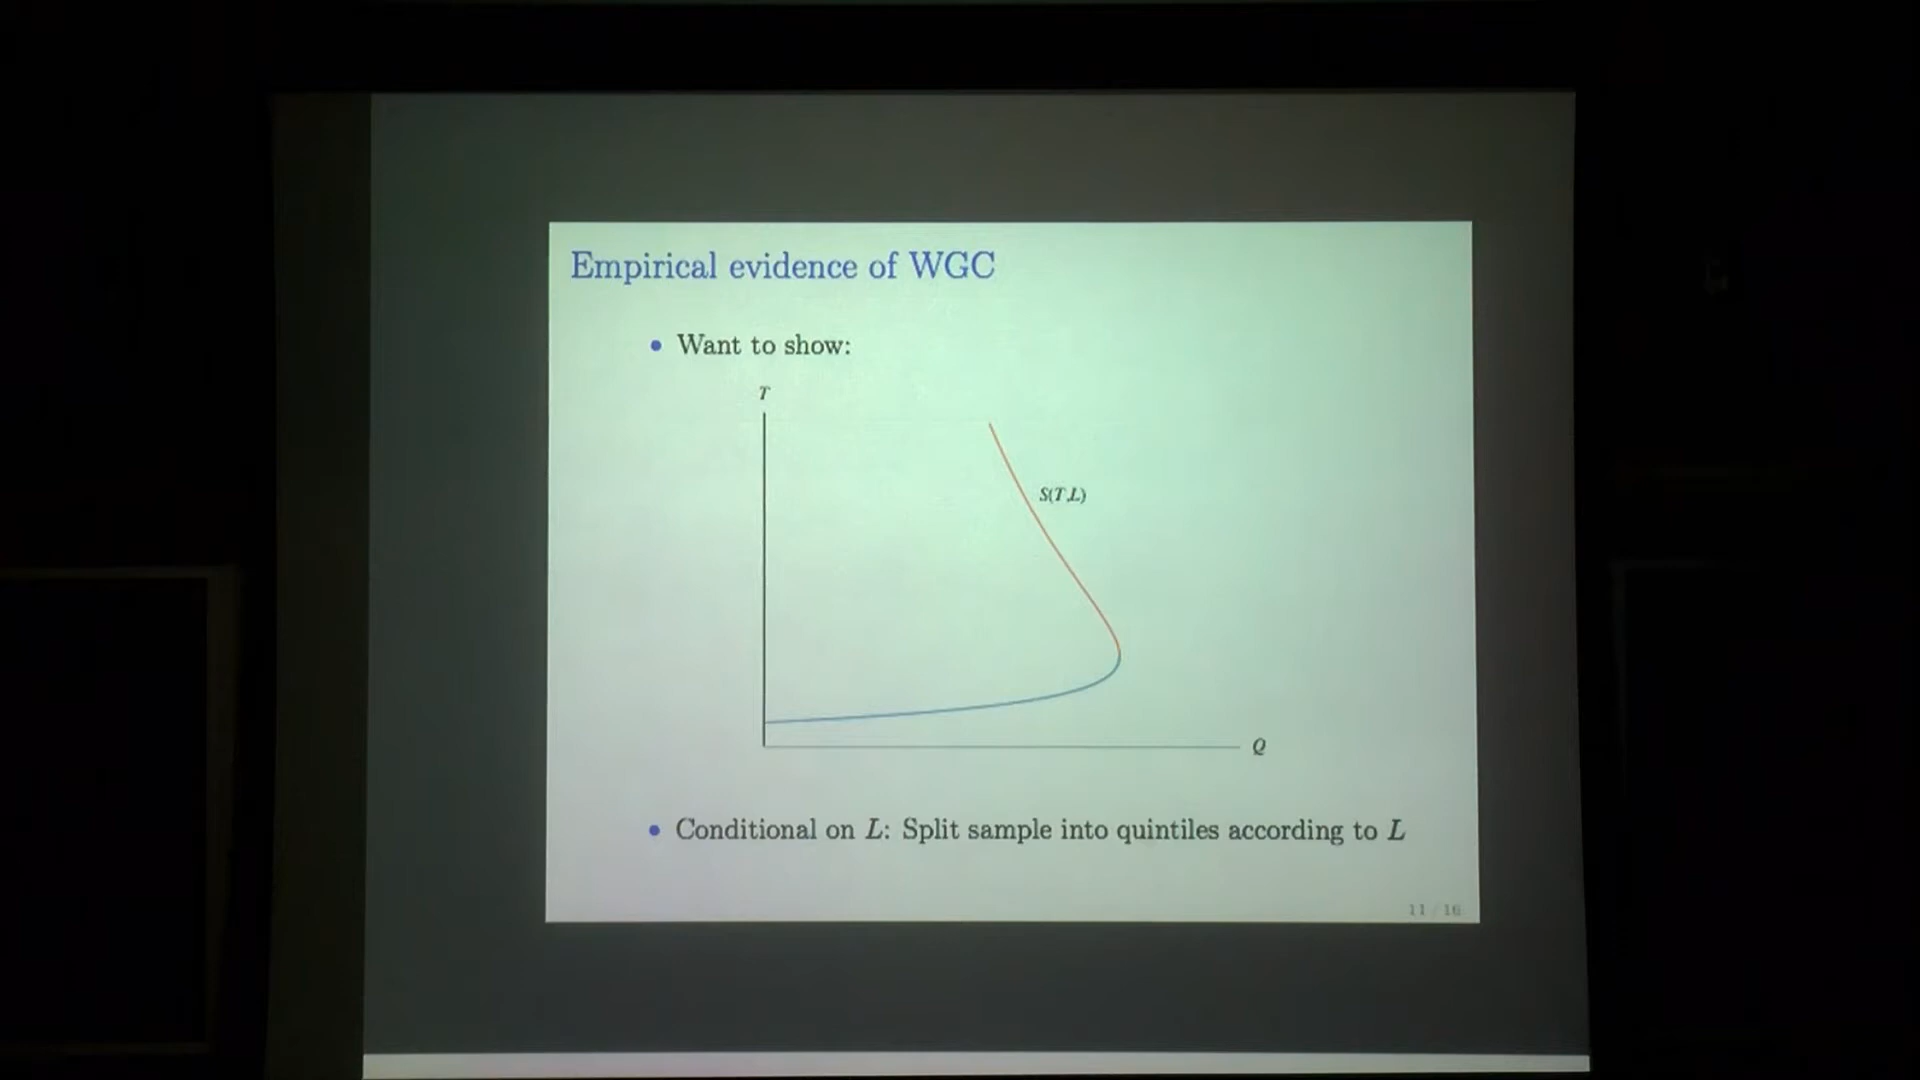 Empirical evidence of WGC
• Want to show:
T
S(T,L)
Q
• Conditional on L: Split sample into quintiles according to L
11 / 16